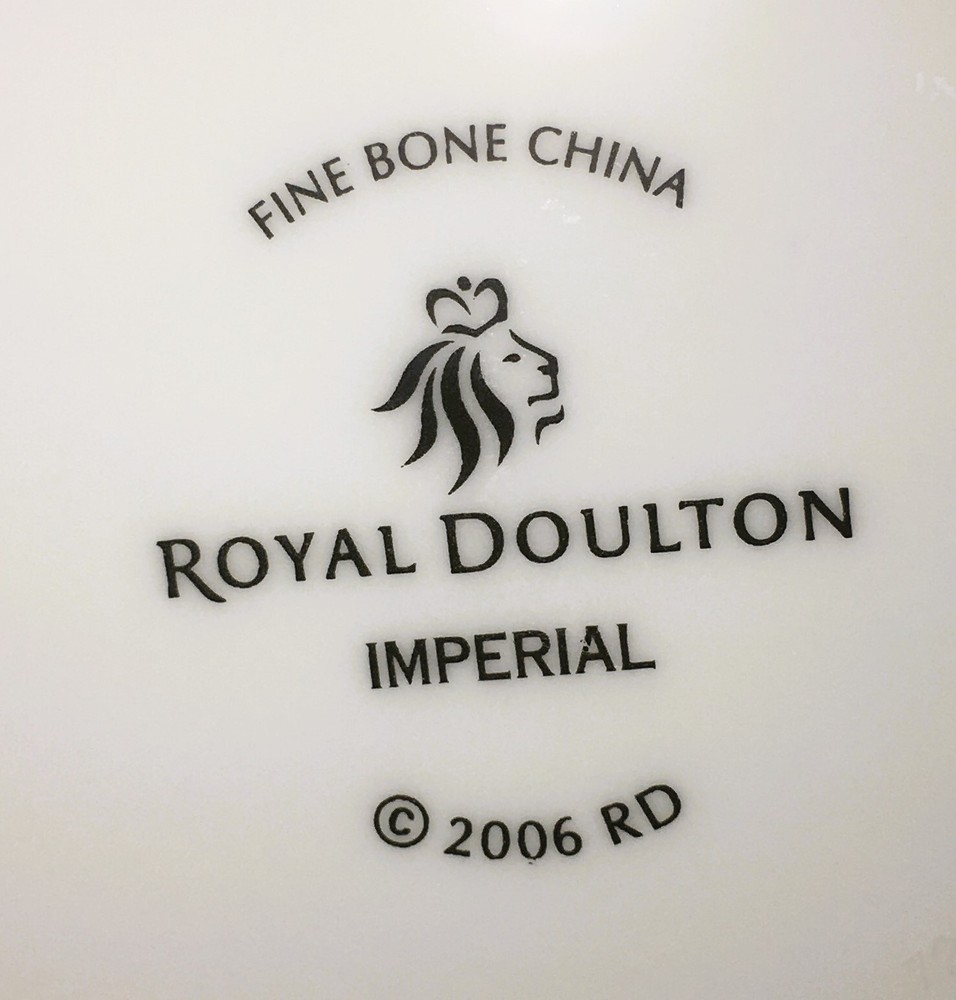 FINE BONE CHINA
ROYAL DOULTON
IMPERIAL
© 2006 RD